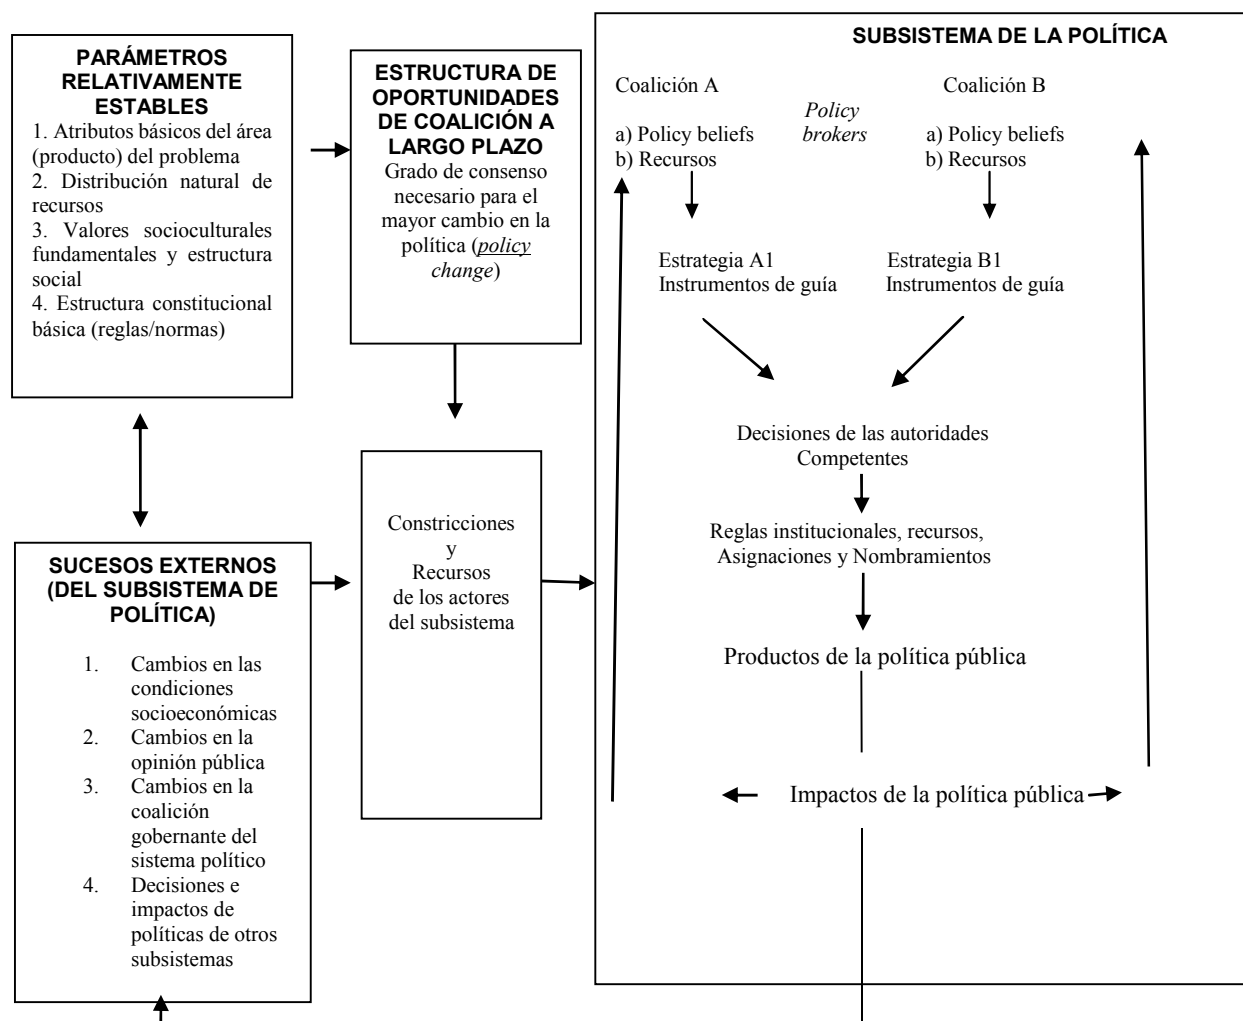 PARÁMETROS
RELATIVAMENTE
ESTABLES
1. Atributos básicos del área
(producto) del problema
2. Distribución natural de
recursos
3. Valores socioculturales
fundamentales y estructura
social
4. Estructura constitucional
básica (reglas/normas)
ESTRUCTURA DE
OPORTUNIDADES
DE COALICIÓN A
LARGO PLAZO
Grado de consenso
necesario para el
mayor cambio en la
política (policy
change)
SUCESOS EXTERNOS
(DEL SUBSISTEMA DE
POLÍTICA)
1. Cambios en las
condiciones
socioeconómicas
2. Cambios en la
opinión pública
3. Cambios en la
coalición
gobernante del
sistema político
4. Decisiones e
impactos de
políticas de otros
subsistemas
Constricciones
y
Recursos
de los actores
del subsistema
SUBSISTEMA DE LA POLÍTICA
Coalición A
a) Policy beliefs
b) Recursos
Policy
brokers
Coalición B
a) Policy beliefs
b) Recursos
Estrategia A1
Instrumentos de guía
Estrategia B1
Instrumentos de guía
Decisiones de las autoridades
Competentes
Reglas institucionales, recursos,
Asignaciones y Nombramientos
Productos de la política pública
Impactos de la política pública